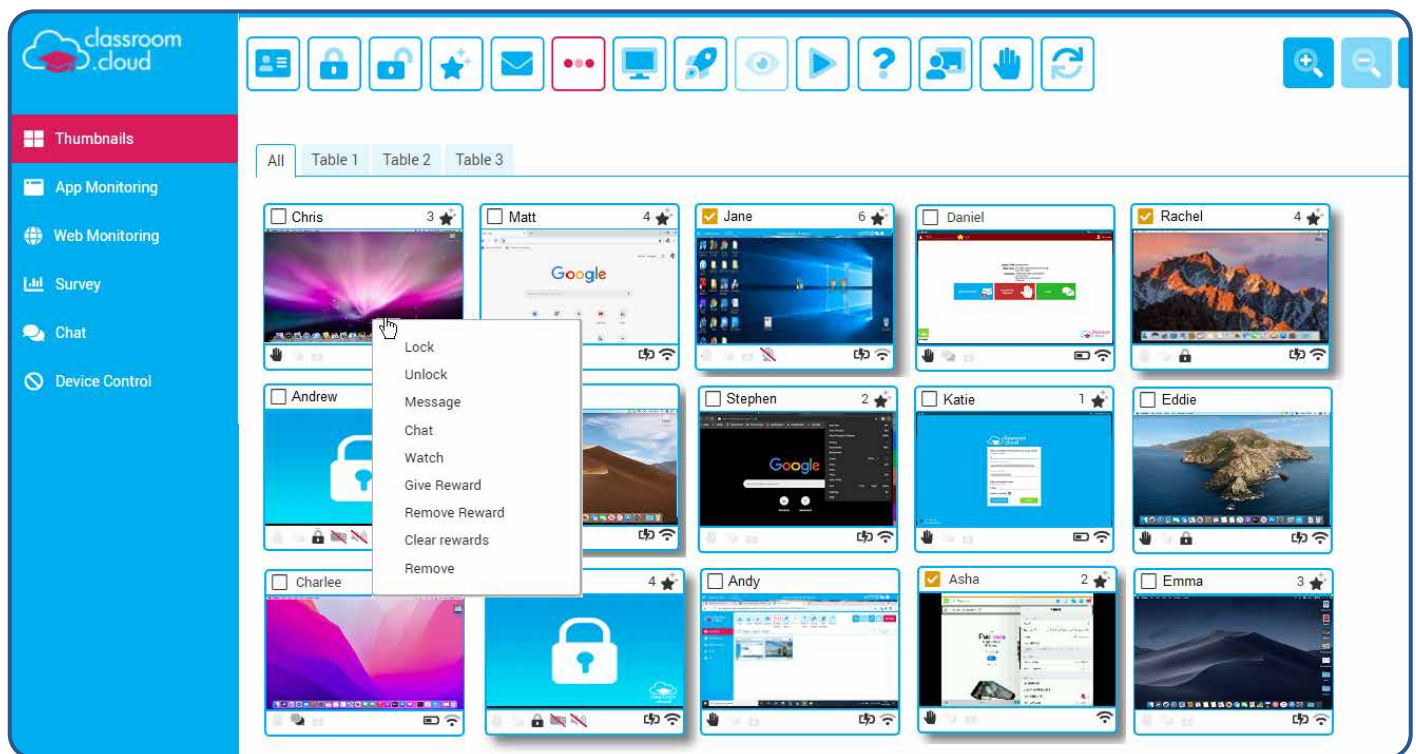 classroom
.cloud
Thumbnails
App Monitoring
Web Monitoring
Survey
Chat
Device Control
?
All Table 1 Table 2 Table 3
Chris 3
Matt 4
Jane 6
Daniel
Rachel 4
Google
Lock
Unlock
Message
Chat
Watch
Give Reward
Remove Reward
Clear rewards
Remove
Andrew
Stephen 2
Katie 1
Eddie
Google
classroom
.cloud
Charlee
4
Andy
Asha 2
Emma 3